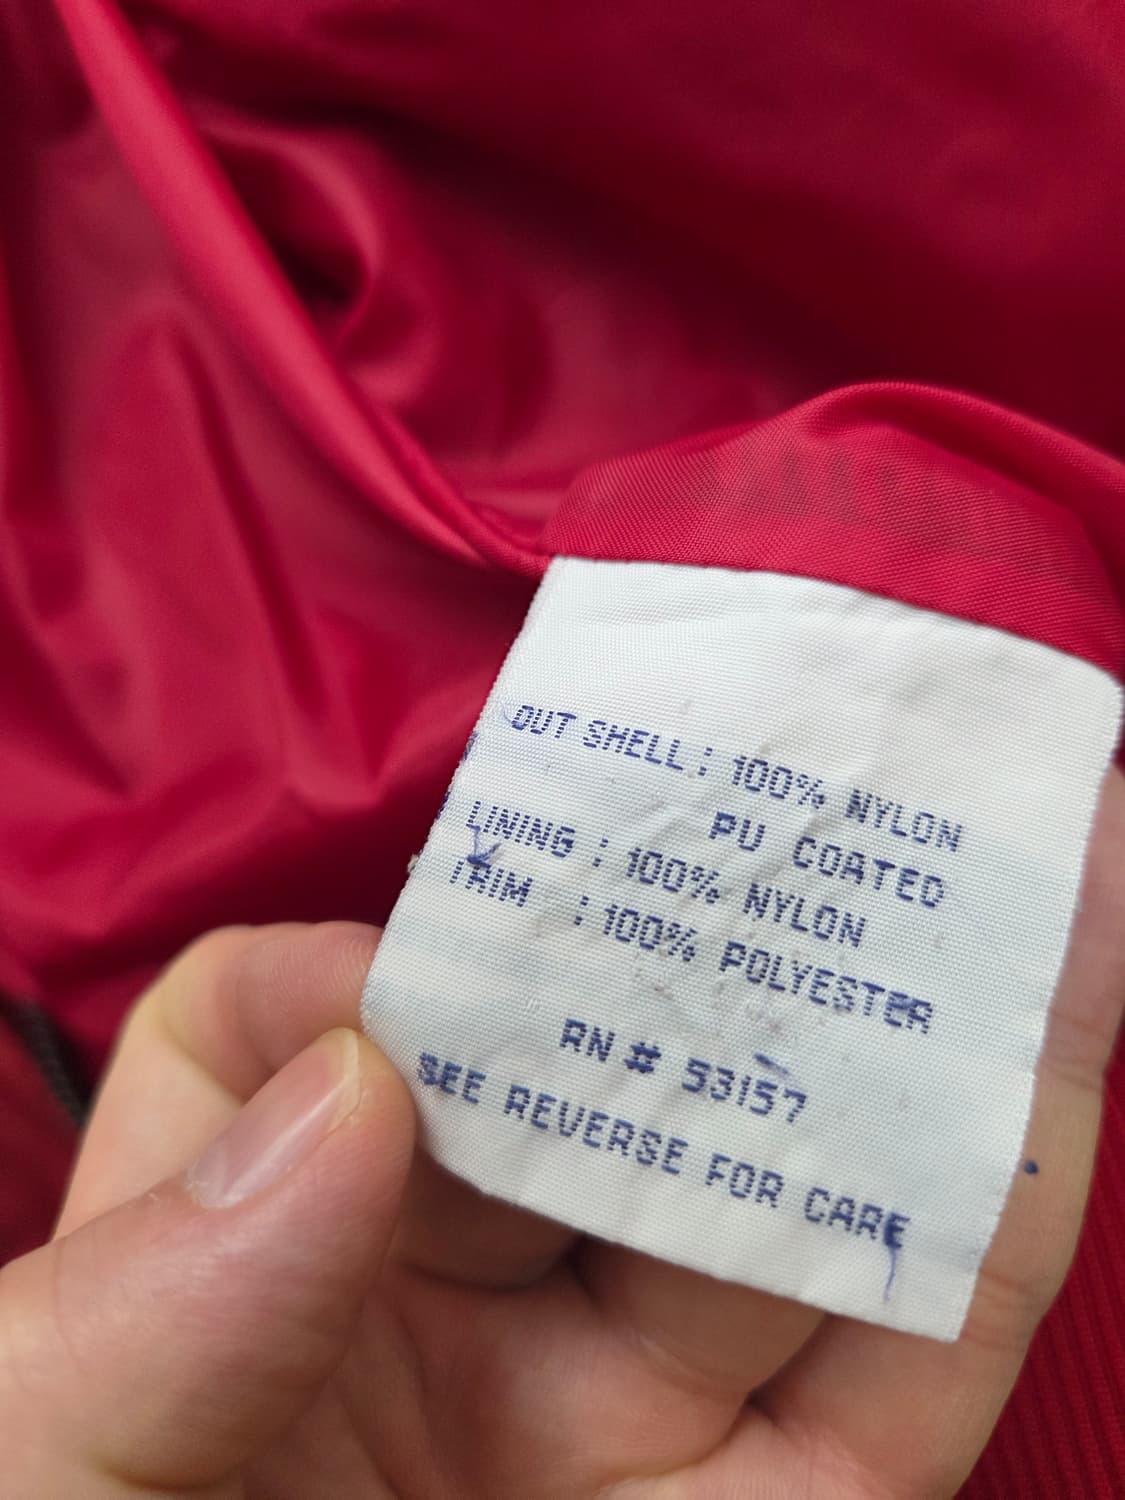 OUT SHELL: 100% NYLON
PU COATED
LINING : 100% NYLON
TRIM : 100% POLYESTER
RN # 53157
SEE REVERSE FOR CARE